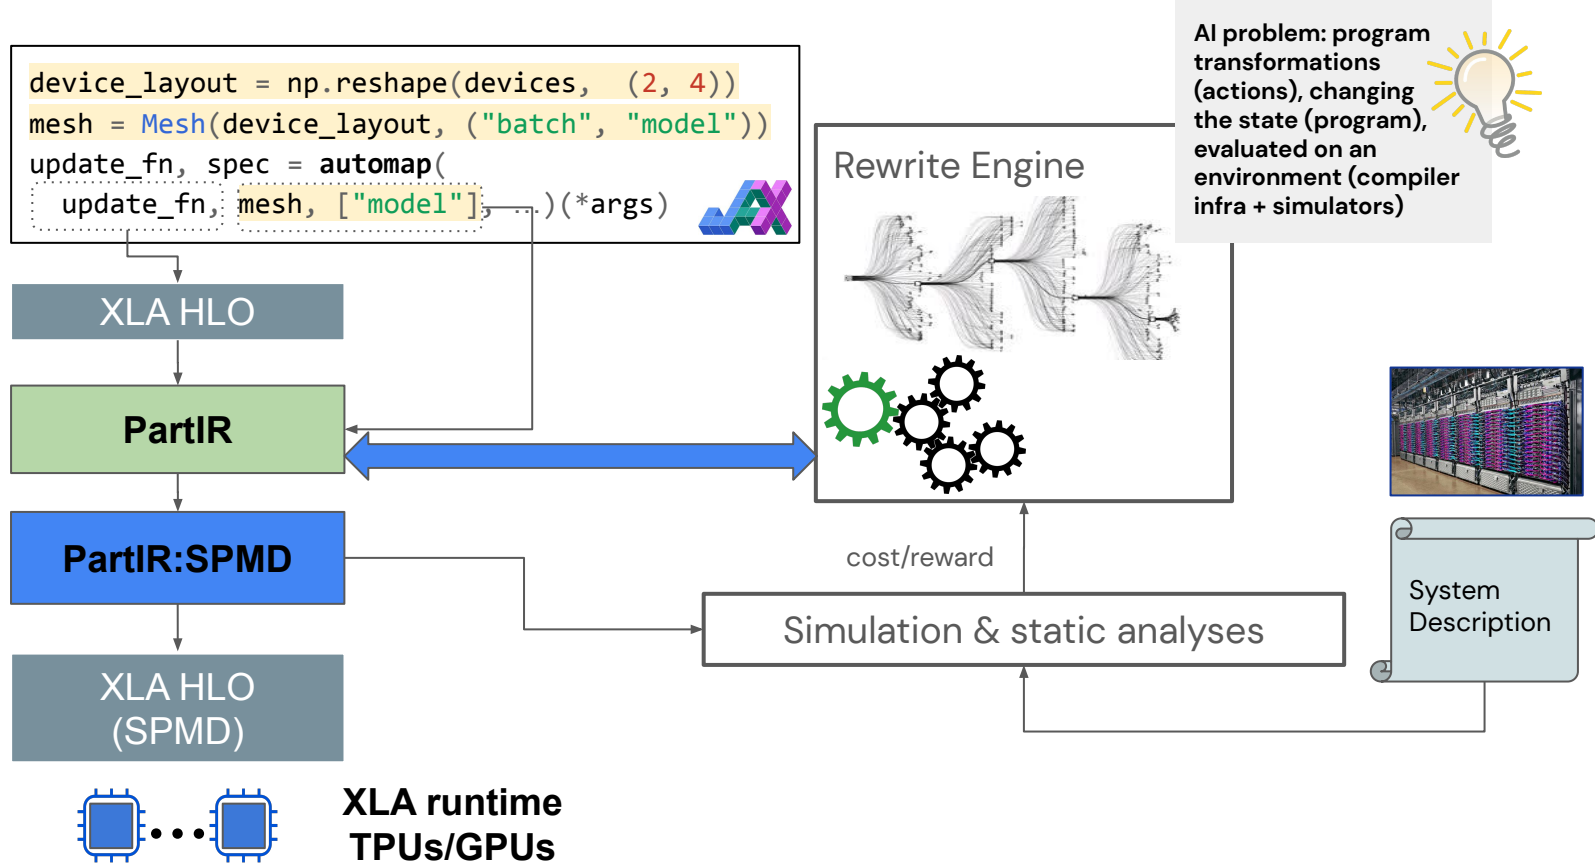 device_layout = np.reshape(devices, (2, 4))
mesh = Mesh(device_layout, ("batch", "model"))
update_fn, spec = automap(
update_fn, mesh, ["model"], ...)(*args)
JAX
XLA HLO
PartIR
PartIR:SPMD
XLA HLO
(SPMD)
XLA runtime
TPUs/GPUs
Rewrite Engine
AI problem: program
transformations
(actions), changing
the state (program),
evaluated on an
environment (compiler
infra + simulators)
cost/reward
Simulation & static analyses
System
Description